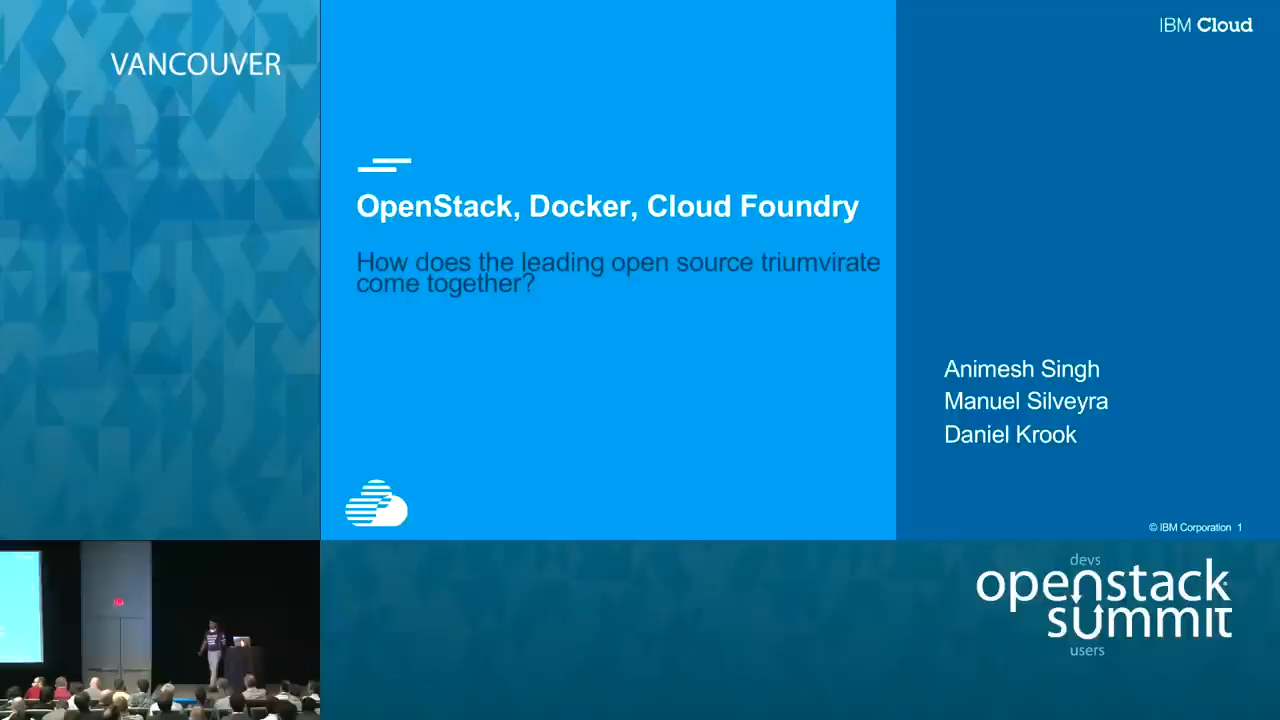 VANCOUVER
IBM Cloud
OpenStack, Docker, Cloud Foundry
How does the leading open source triumvirate
come together?
Animesh Singh
Manuel Silveyra
Daniel Krook
© IBM Corporation 1
devs
openstack
summit
users